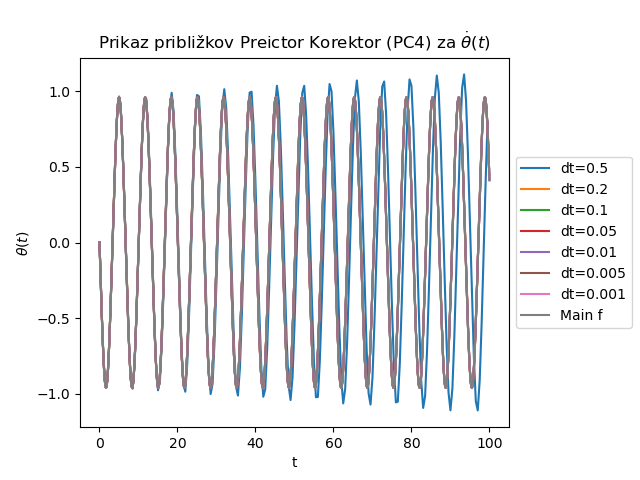 Prikaz približkov Preictor Korektor (PC4) za θ̇(t)
1.0
0.5
0.0
−0.5
−1.0
θ(t)
0
20
40
60
80
100
t
dt=0.5
dt=0.2
dt=0.1
dt=0.05
dt=0.01
dt=0.005
dt=0.001
Main f